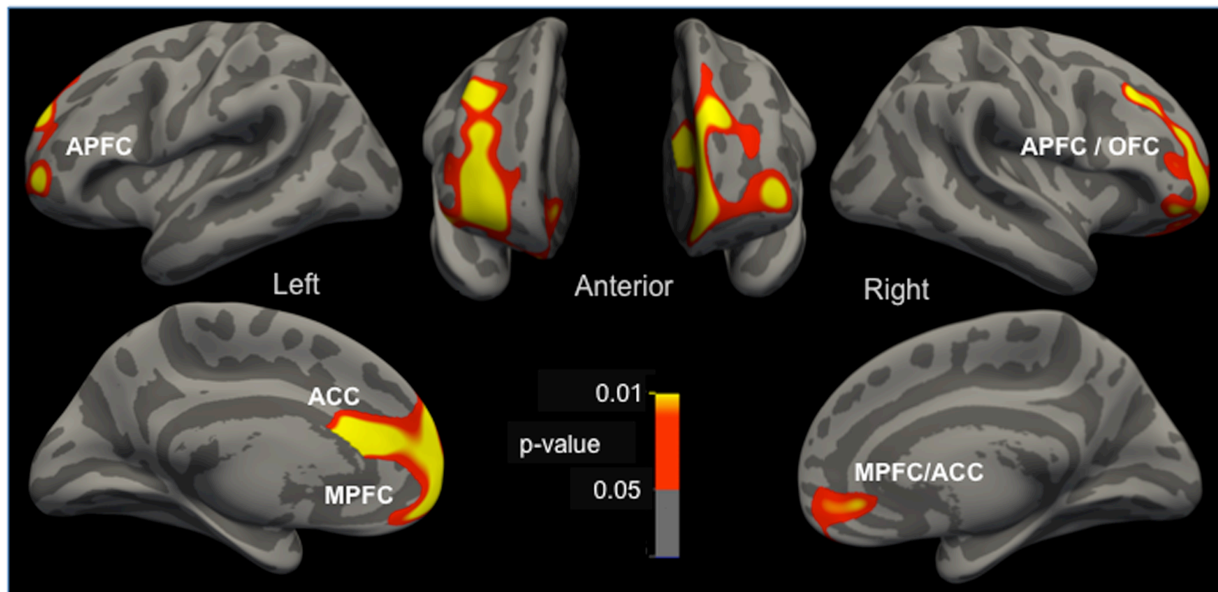 APFC
APFC / OFC
Left
Anterior
Right
ACC
MPFC
0.01
p-value
0.05
MPFC/ACC